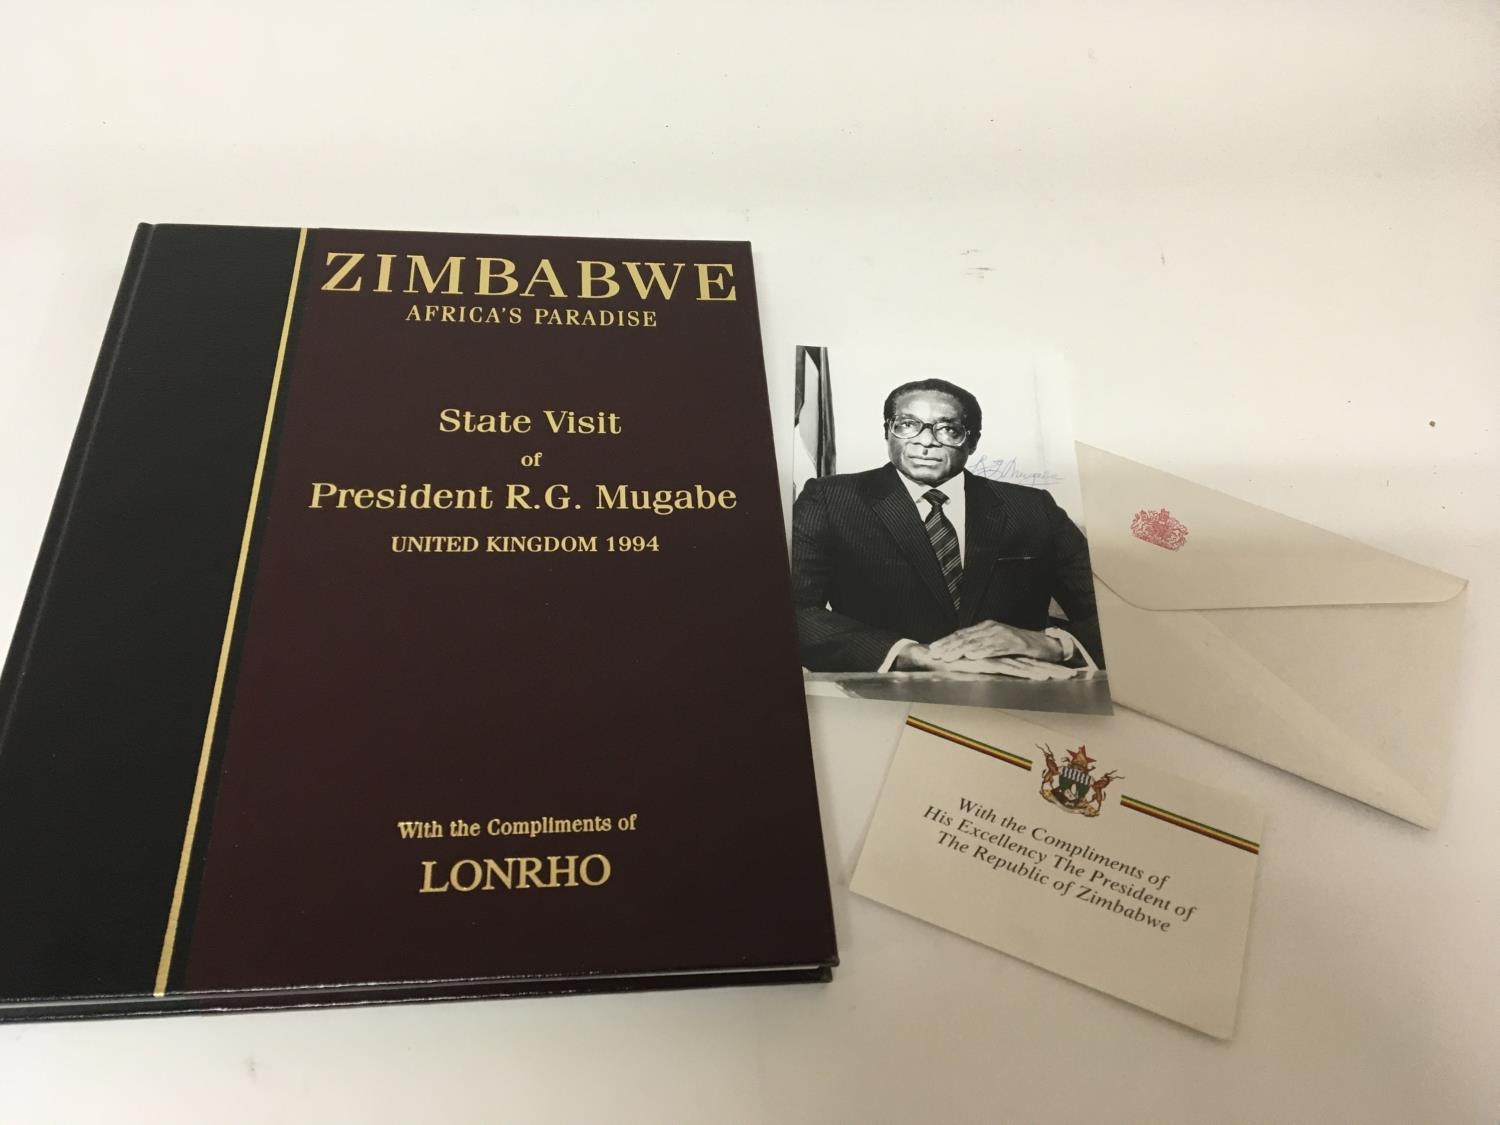 ZIMBABWE
AFRICA'S PARADISE
State Visit
of
President R.G. Mugabe
UNITED KINGDOM 1994
With the Compliments of
LONRHO
R G Mugabe
With the Compliments of
His Excellency The President of
The Republic of Zimbabwe